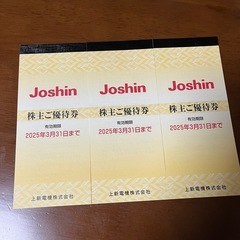 Joshin
株主ご優待券
有効期限
2025年3月31日まで
上新電機株式会社
Joshin
株主ご優待券
有効期限
2025年3月31日まで
上新電機株式会社
Joshin
株主ご優待券
有効期限
2025年3月31日まで
上新電機株式会社